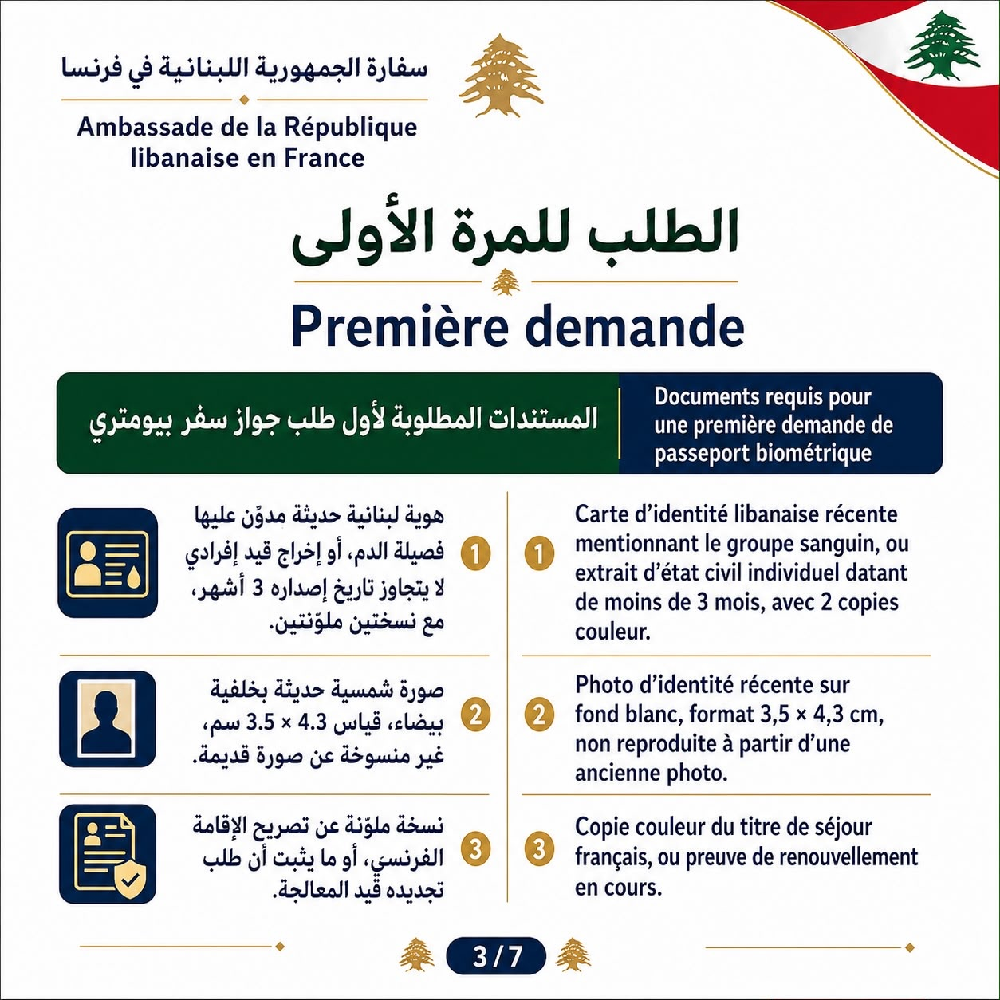 سفارة الجمهورية اللبنانية في فرنسا
Ambassade de la République
libanaise en France
الطلب للمرة الأولى
Première demande
المستندات المطلوبة لأول طلب جواز سفر بيومتري
Documents requis pour
une première demande de
passeport biométrique
1
هوية لبنانية حديثة مدوِّن عليها
فصيلة الدم، أو إخراج قيد إفرادي
لا يتجاوز تاريخ إصداره 3 أشهر،
مع نسختين ملوّنتين.
1
Carte d’identité libanaise récente
mentionnant le groupe sanguin, ou
extrait d’état civil individuel datant
de moins de 3 mois, avec 2 copies
couleur.
2
صورة شمسية حديثة بخلفية
بيضاء، قياس 4.3 × 3.5 سم،
غير منسوخة عن صورة قديمة.
2
Photo d’identité récente sur
fond blanc, format 3,5 × 4,3 cm,
non reproduite à partir d’une
ancienne photo.
3
نسخة ملوّنة عن تصريح الإقامة
الفرنسي، أو ما يثبت أن طلب
تجديده قيد المعالجة.
3
Copie couleur du titre de séjour
français, ou preuve de renouvellement
en cours.
3 / 7